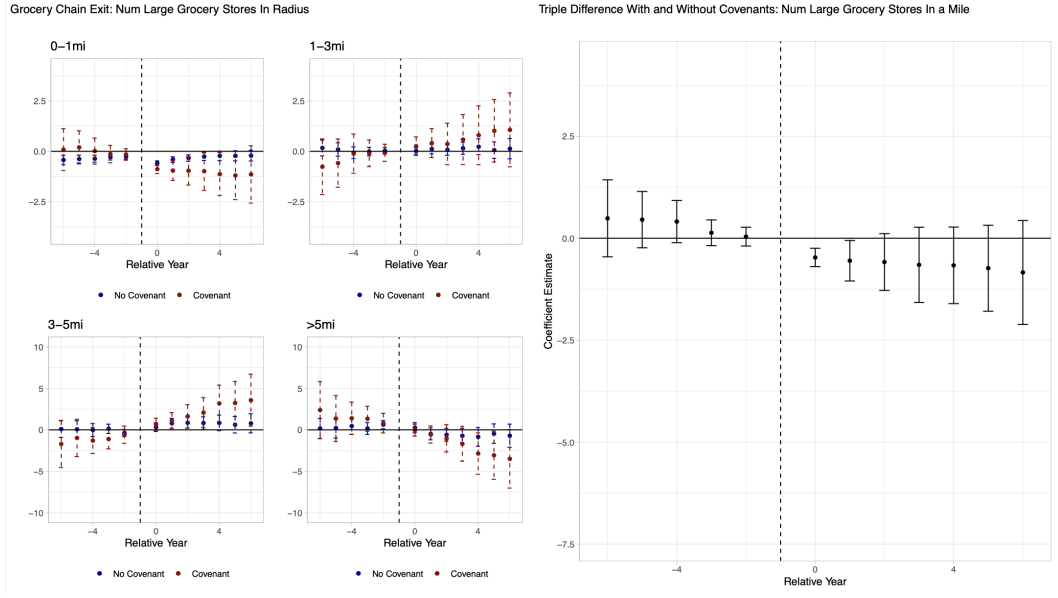 Grocery Chain Exit: Num Large Grocery Stores In Radius
0−1mi
2.5
0.0
−2.5
−4
0
4
Relative Year
No Covenant
Covenant
1−3mi
2.5
0.0
−2.5
−4
0
4
Relative Year
No Covenant
Covenant
3−5mi
10
5
0
−5
−10
−4
0
4
Relative Year
No Covenant
Covenant
>5mi
10
5
0
−5
−10
−4
0
4
Relative Year
No Covenant
Covenant
Triple Difference With and Without Covenants: Num Large Grocery Stores In a Mile
Coefficient Estimate
2.5
0.0
−2.5
−5.0
−7.5
−4
0
4
Relative Year